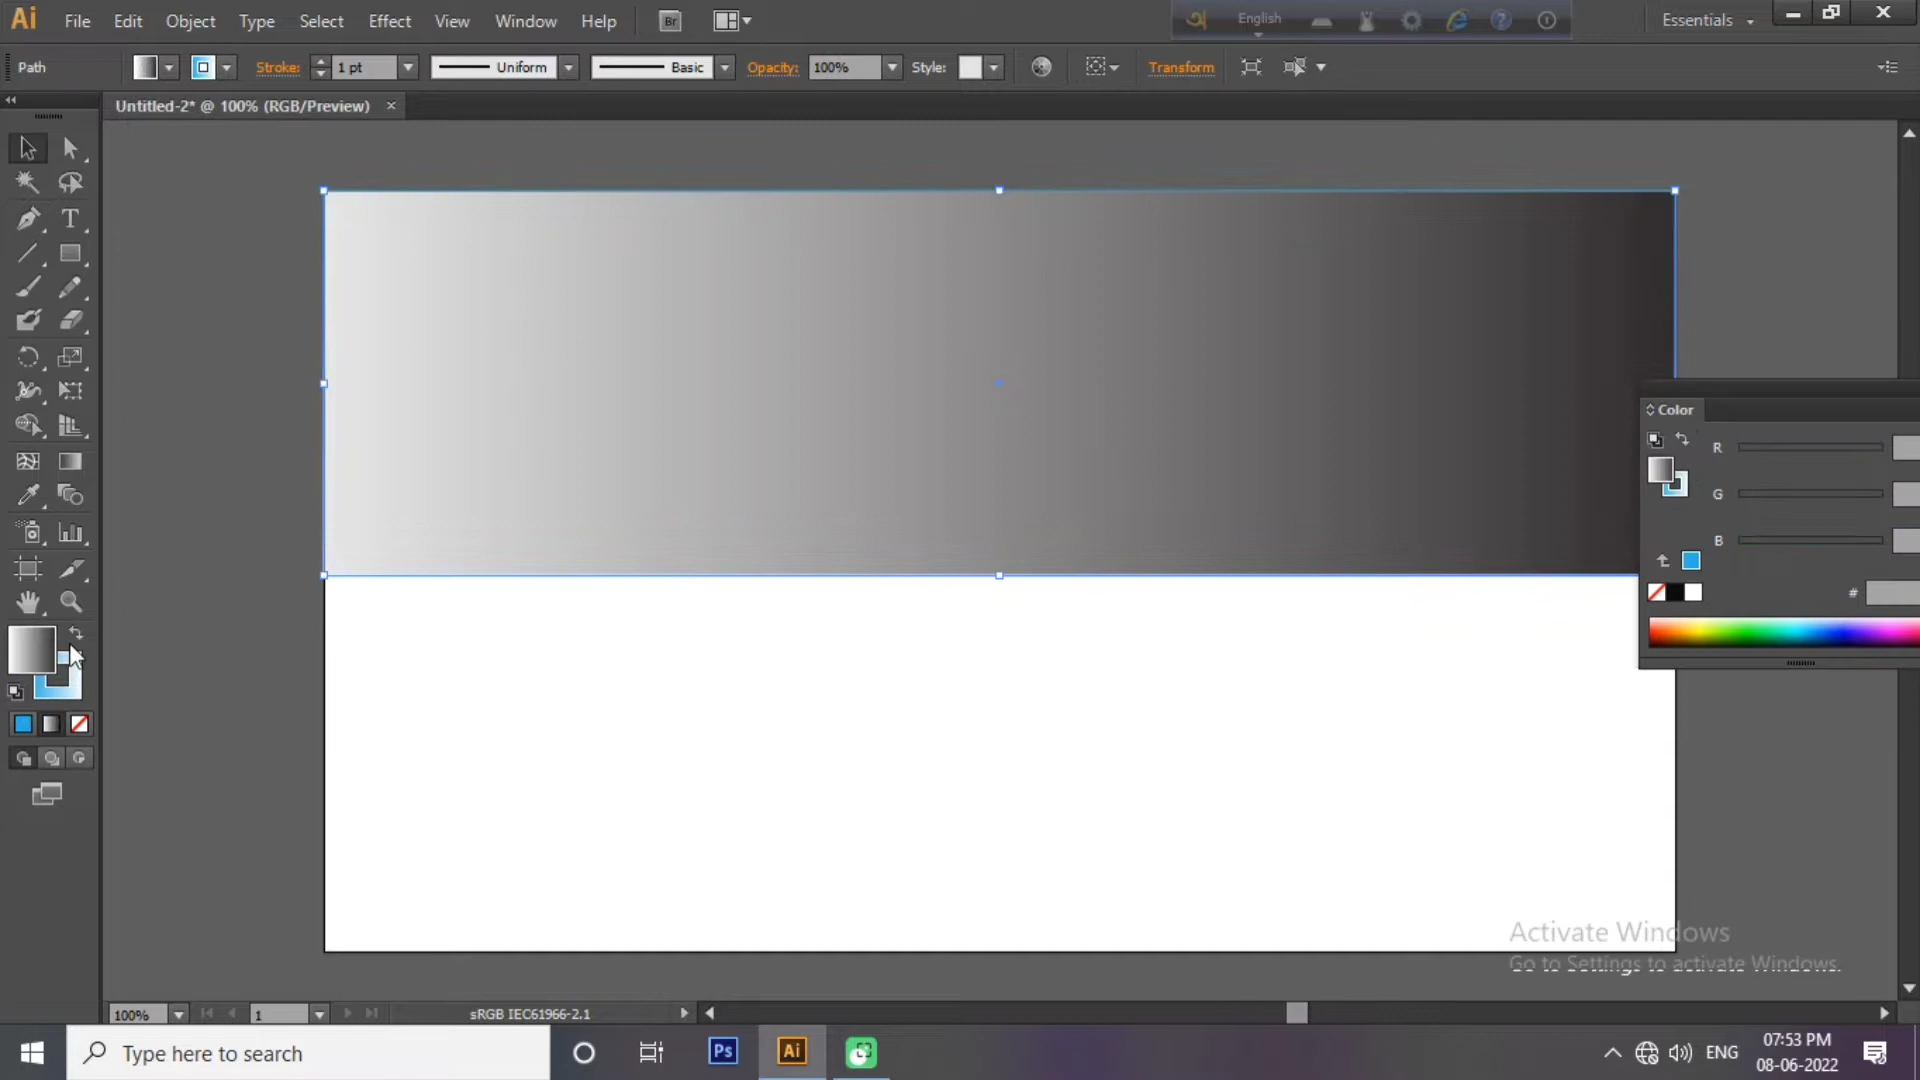 Ai File Edit Object Type Select Effect View Window Help Br English Essentials
Path Stroke: 1 pt Uniform Basic Opacity: 100% Style: Transform
Untitled-2* @ 100% (RGB/Preview) ×
T
Color
R
G
B
#
Activate Windows
Go to Settings to activate Windows.
100% 1 sRGB IEC61966-2.1
Type here to search Ps Ai ENG 07:53 PM
08-06-2022